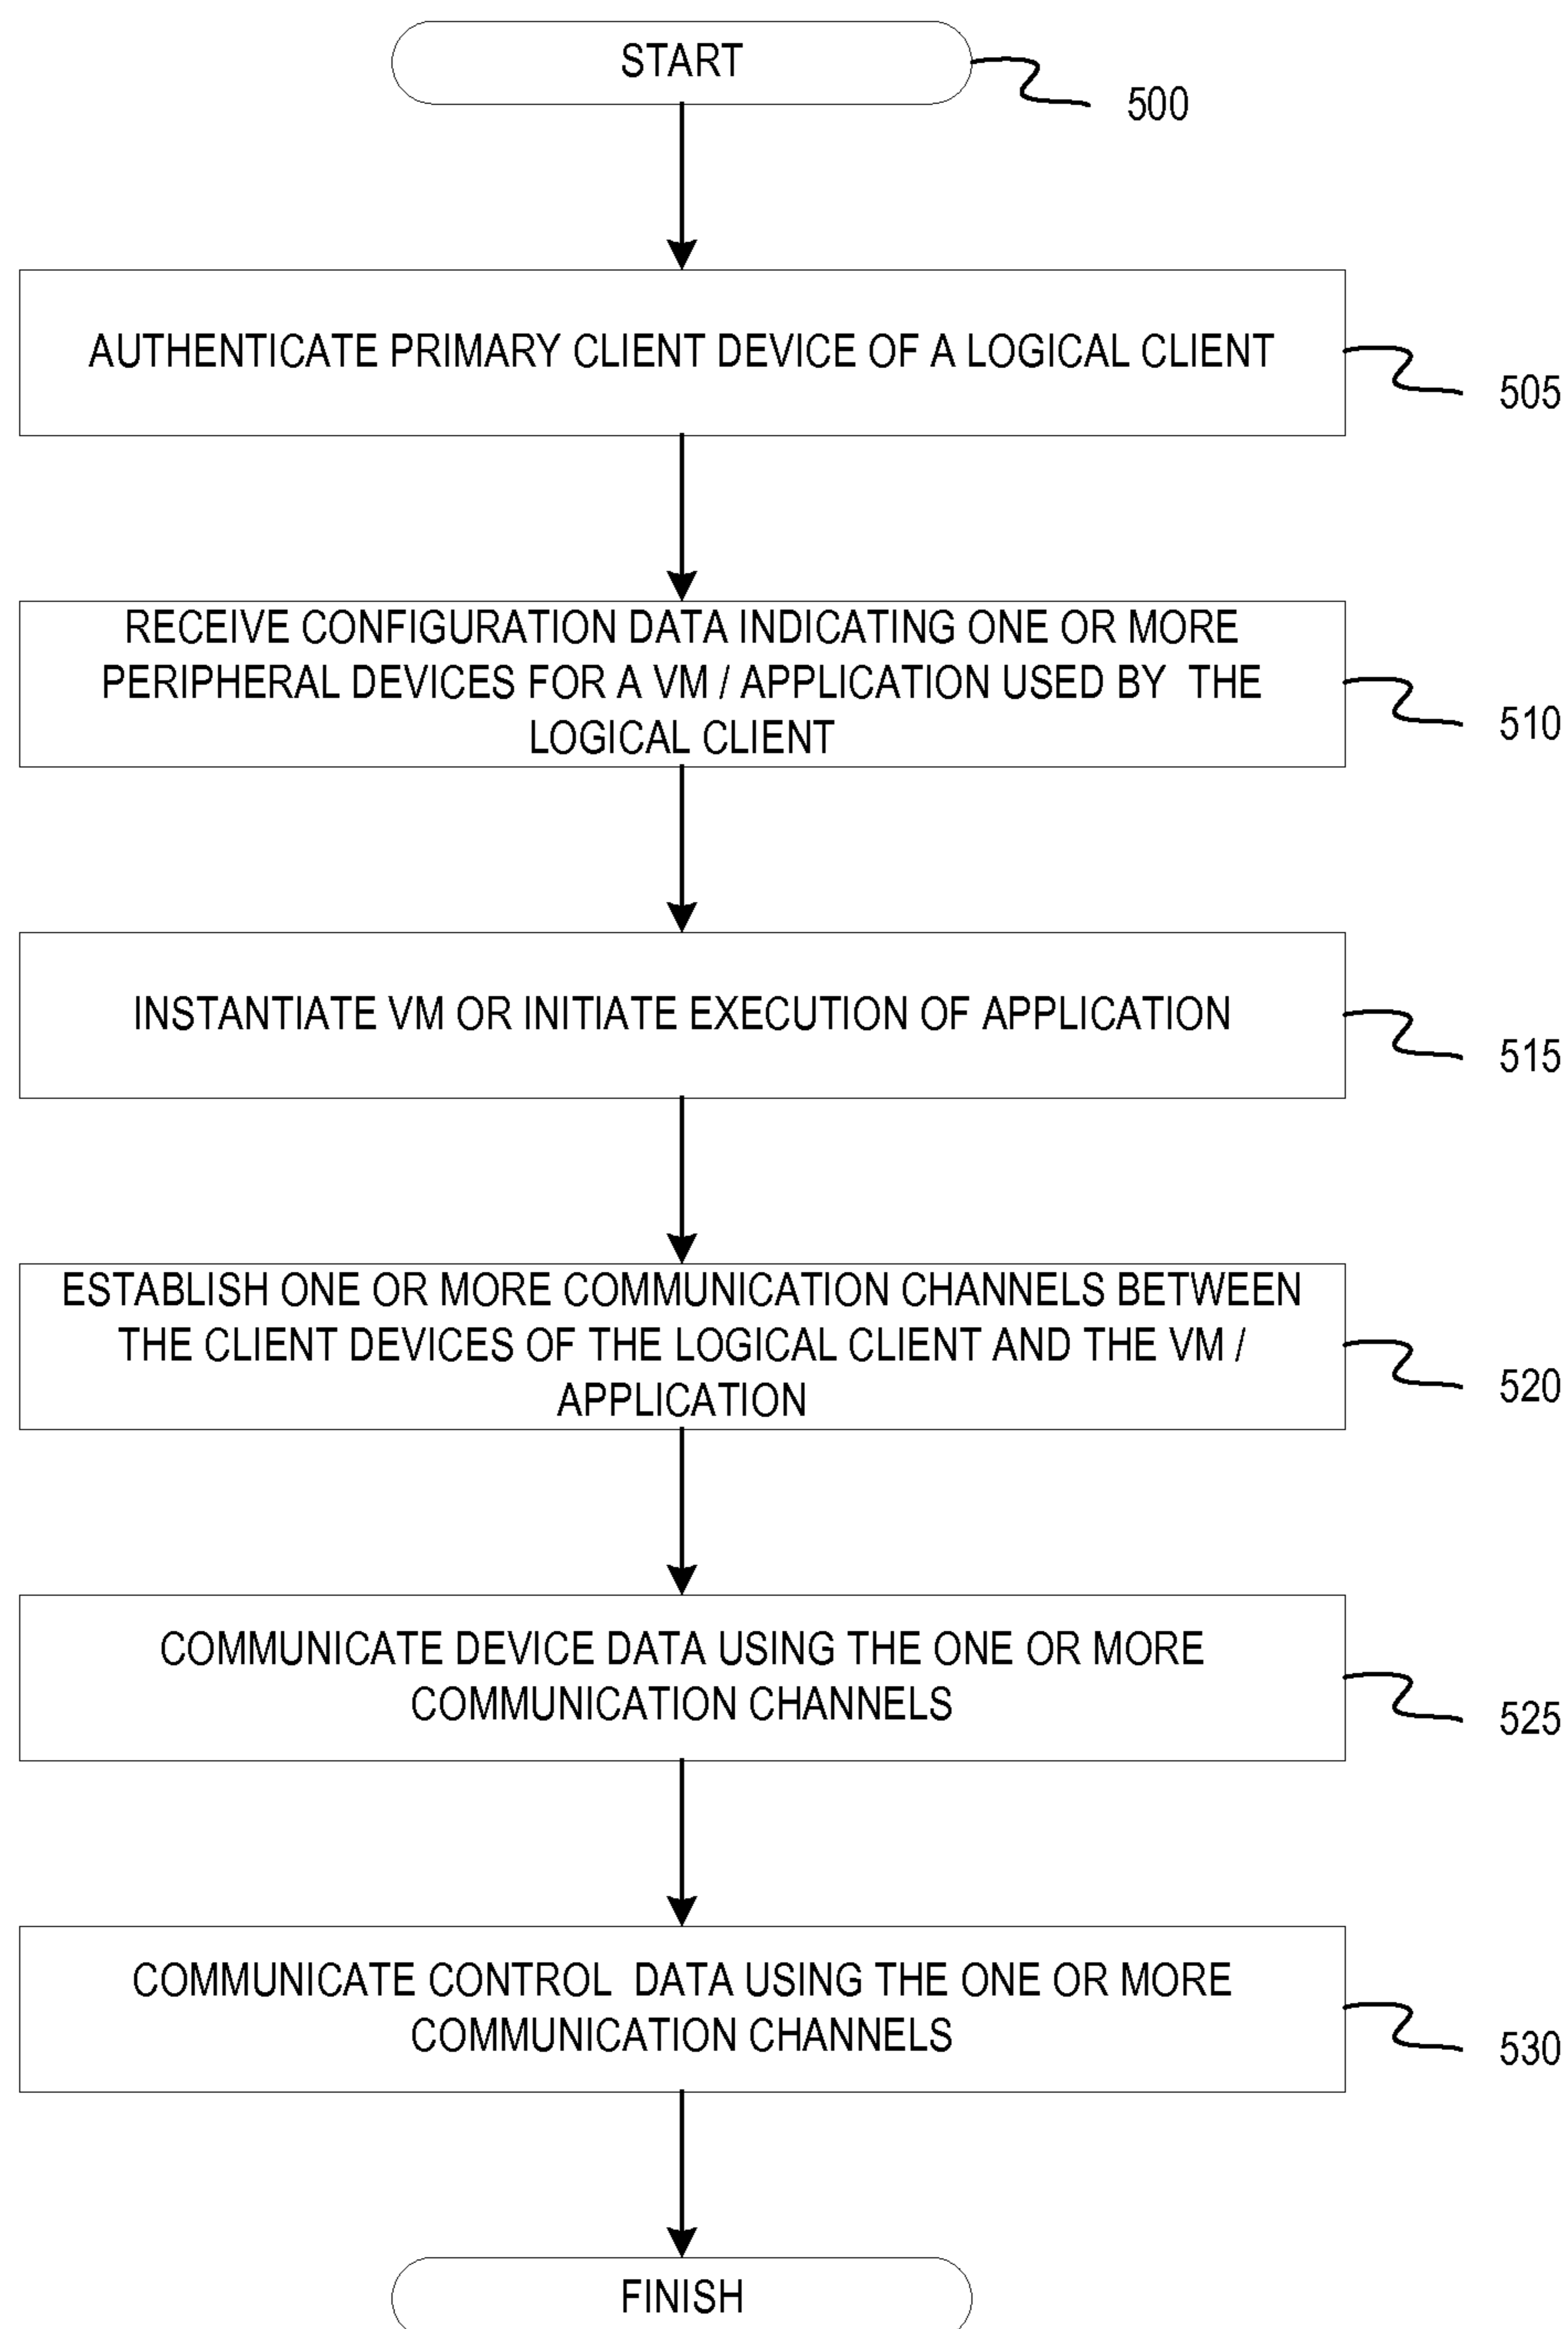 START
500
AUTHENTICATE PRIMARY CLIENT DEVICE OF A LOGICAL CLIENT
505
RECEIVE CONFIGURATION DATA INDICATING ONE OR MORE
PERIPHERAL DEVICES FOR A VM / APPLICATION USED BY THE
LOGICAL CLIENT
510
INSTANTIATE VM OR INITIATE EXECUTION OF APPLICATION
515
ESTABLISH ONE OR MORE COMMUNICATION CHANNELS BETWEEN
THE CLIENT DEVICES OF THE LOGICAL CLIENT AND THE VM /
APPLICATION
520
COMMUNICATE DEVICE DATA USING THE ONE OR MORE
COMMUNICATION CHANNELS
525
COMMUNICATE CONTROL DATA USING THE ONE OR MORE
COMMUNICATION CHANNELS
530
FINISH